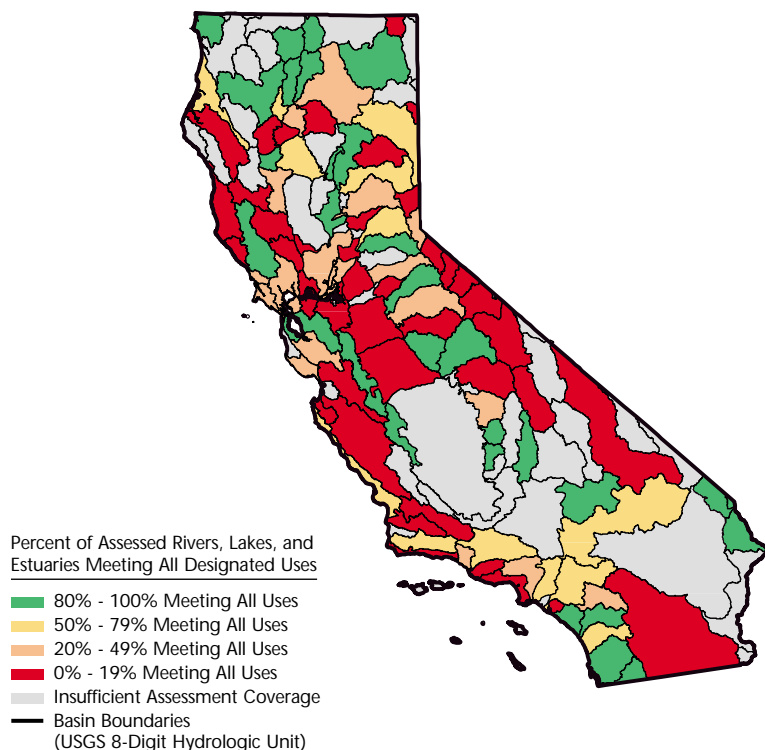 Percent of Assessed Rivers, Lakes, and
Estuaries Meeting All Designated Uses
80% - 100% Meeting All Uses
50% - 79% Meeting All Uses
20% - 49% Meeting All Uses
0% - 19% Meeting All Uses
Insufficient Assessment Coverage
Basin Boundaries
(USGS 8-Digit Hydrologic Unit)